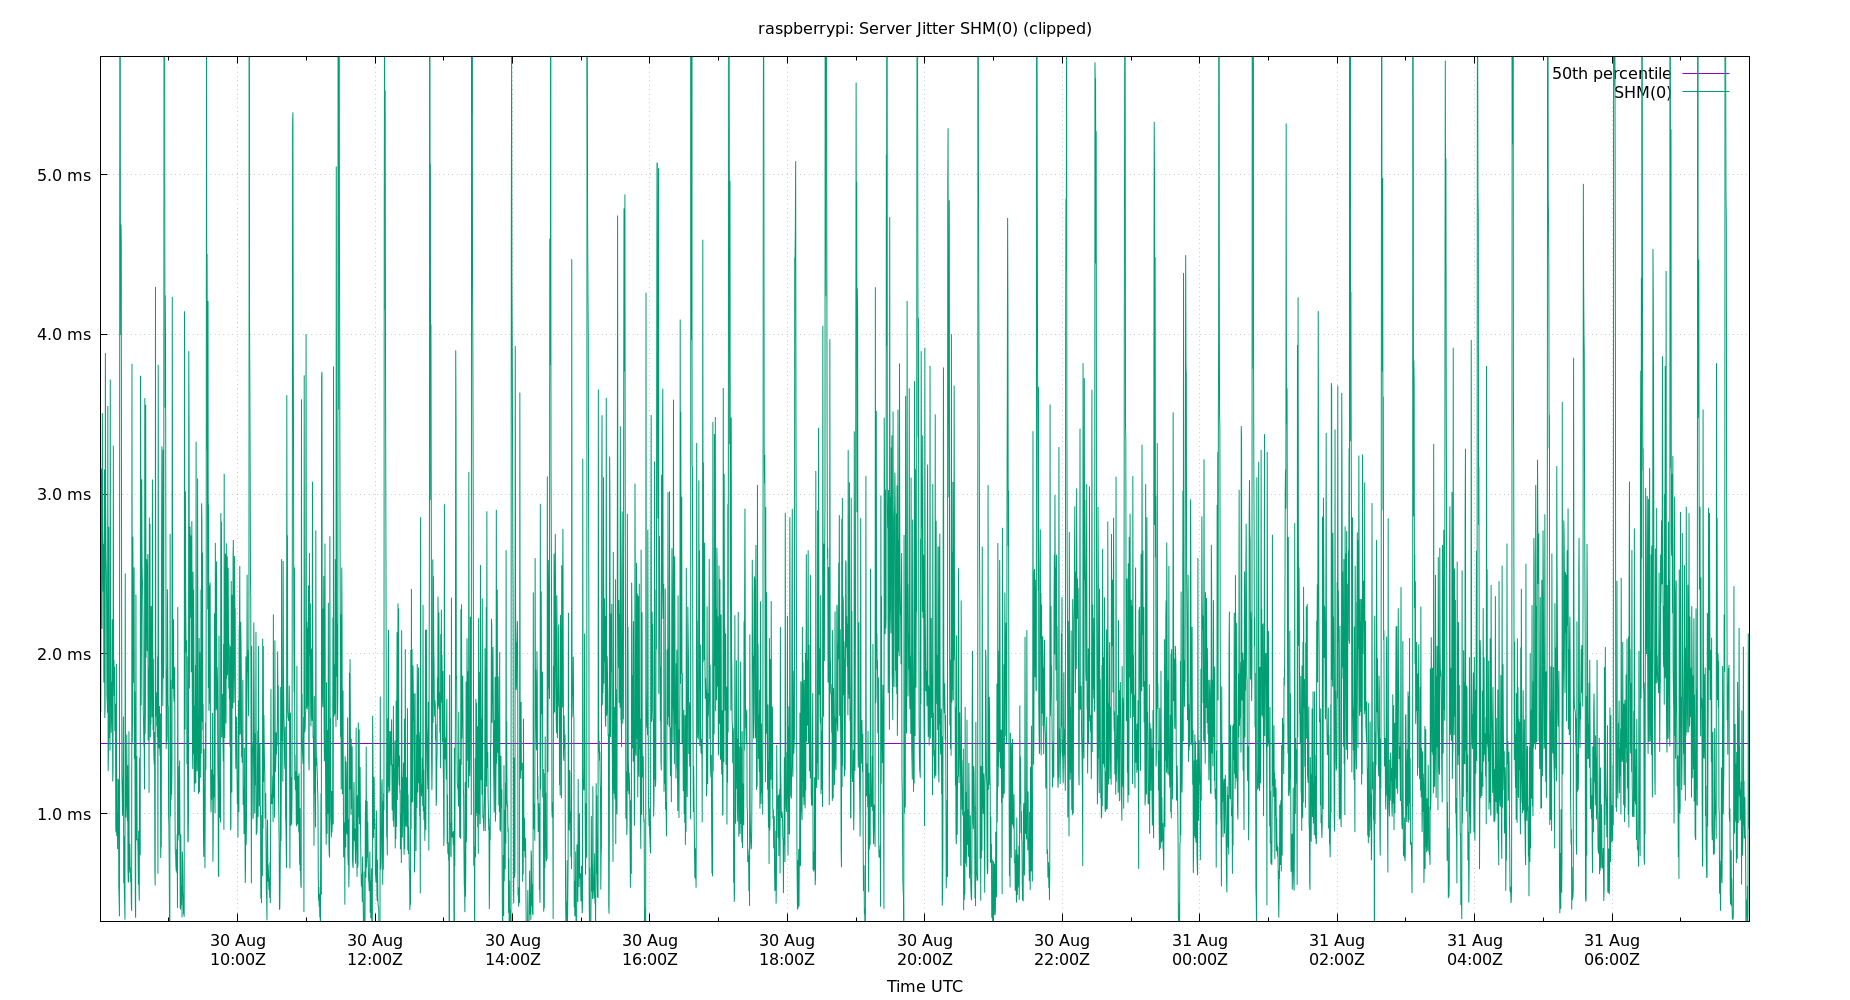 raspberrypi: Server Jitter SHM(0) (clipped)
50th percentile
SHM(0)
5.0 ms
4.0 ms
3.0 ms
2.0 ms
1.0 ms
30 Aug 30 Aug 30 Aug 30 Aug 30 Aug 30 Aug 30 Aug 31 Aug 31 Aug 31 Aug 31 Aug
10:00Z 12:00Z 14:00Z 16:00Z 18:00Z 20:00Z 22:00Z 00:00Z 02:00Z 04:00Z 06:00Z
Time UTC